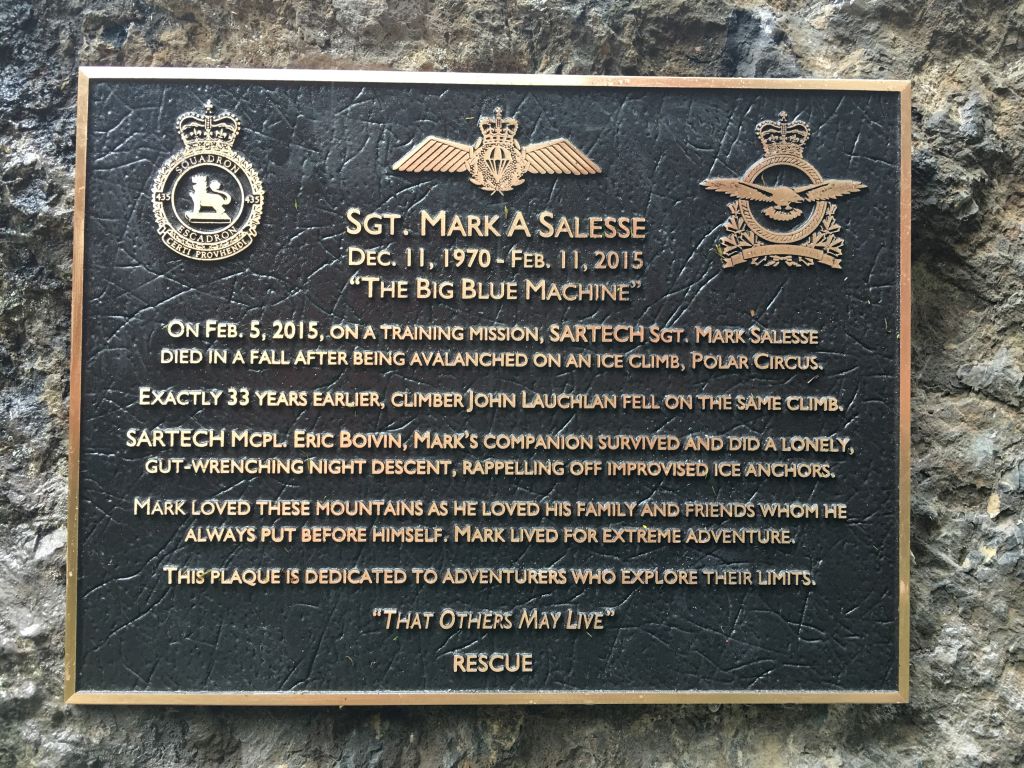 SQUADRON
435 435
ESCADRON
CERTI PROVEHENDI
SGT. MARK A SALESSE
DEC. 11, 1970 - FEB. 11, 2015
"THE BIG BLUE MACHINE"
ON FEB. 5, 2015, ON A TRAINING MISSION, SARTECH SGT. MARK SALESSE
DIED IN A FALL AFTER BEING AVALANCHED ON AN ICE CLIMB, POLAR CIRCUS.
EXACTLY 33 YEARS EARLIER, CLIMBER JOHN LAUCHLAN FELL ON THE SAME CLIMB.
SARTECH MCPL. ERIC BOIVIN, MARK'S COMPANION SURVIVED AND DID A LONELY,
GUT-WRENCHING NIGHT DESCENT, RAPPELLING OFF IMPROVISED ICE ANCHORS.
MARK LOVED THESE MOUNTAINS AS HE LOVED HIS FAMILY AND FRIENDS WHOM HE
ALWAYS PUT BEFORE HIMSELF. MARK LIVED FOR EXTREME ADVENTURE.
THIS PLAQUE IS DEDICATED TO ADVENTURERS WHO EXPLORE THEIR LIMITS.
"THAT OTHERS MAY LIVE"
RESCUE